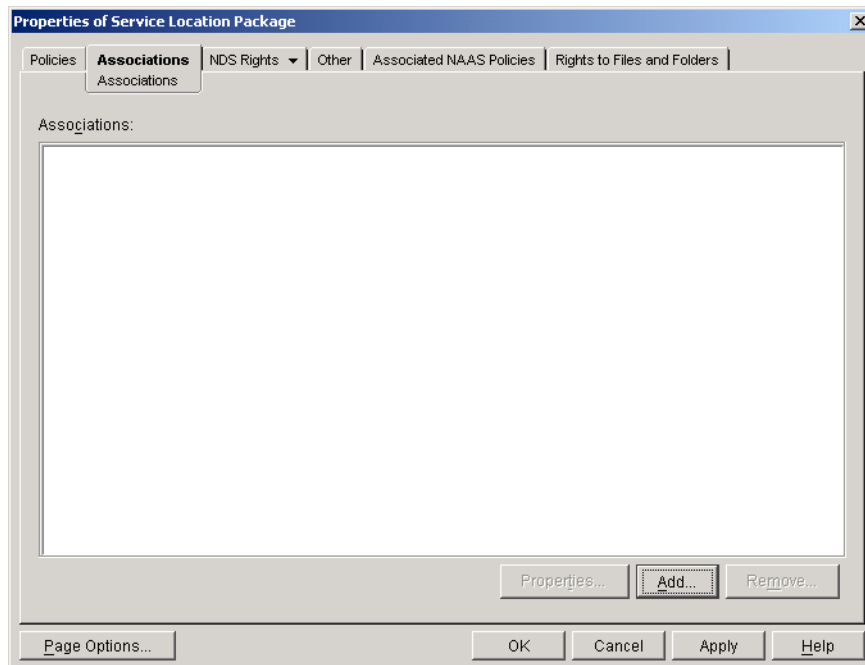 Properties of Service Location Package
Policies Associations NDS Rights Other Associated NAAS Policies Rights to Files and Folders
Associations
Associations:
Properties... Add... Remove...
Page Options... OK Cancel Apply Help